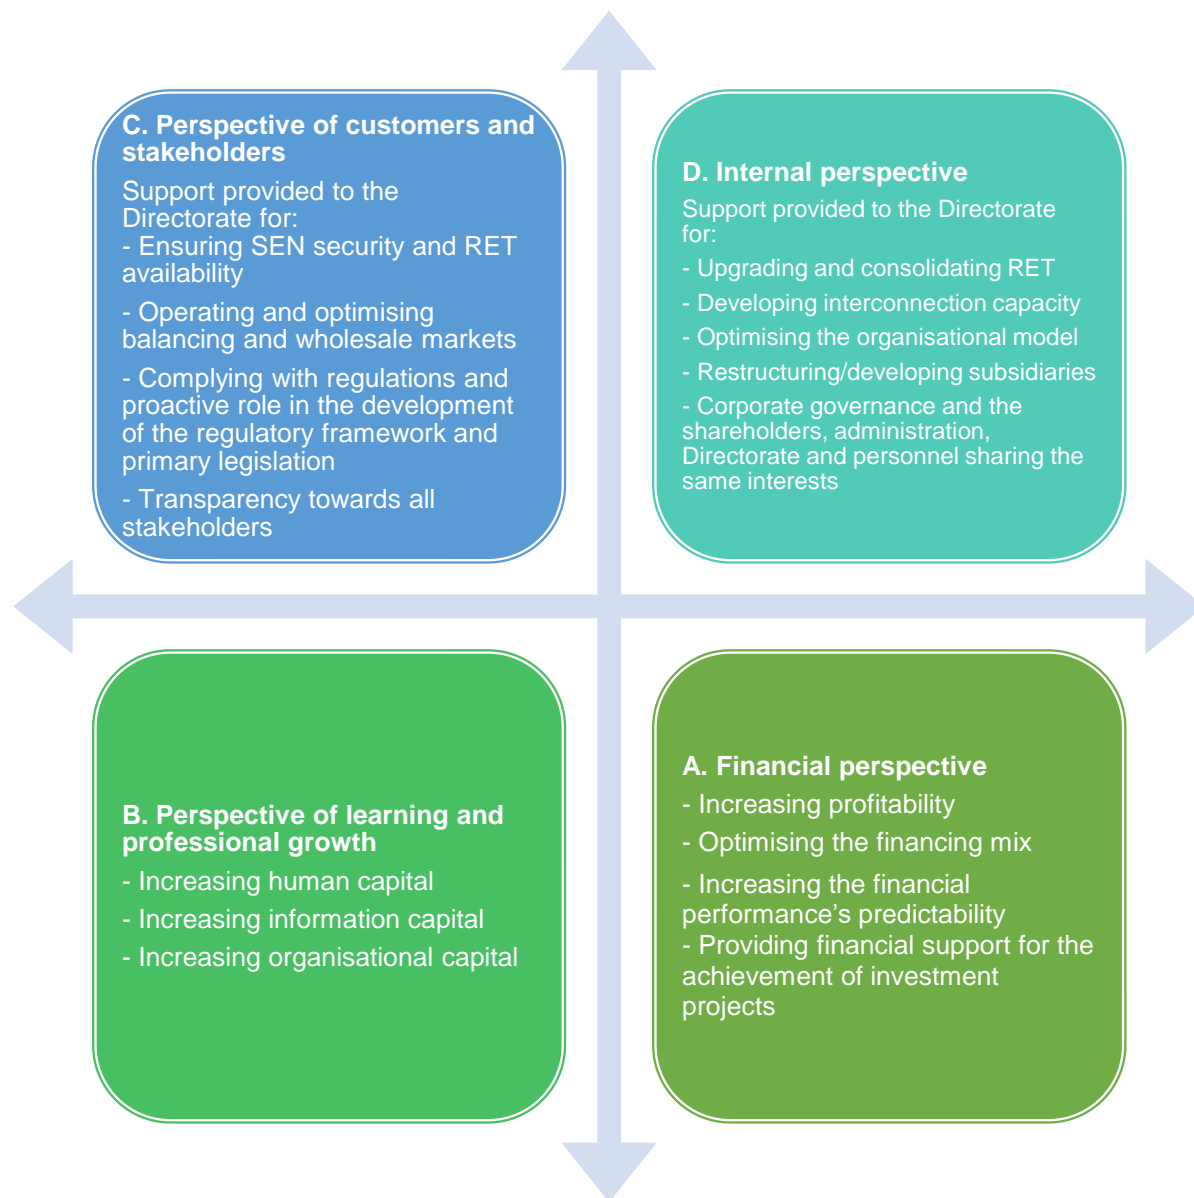 C. Perspective of customers and
stakeholders
Support provided to the
Directorate for:
- Ensuring SEN security and RET
availability
- Operating and optimising
balancing and wholesale markets
- Complying with regulations and
proactive role in the development
of the regulatory framework and
primary legislation
- Transparency towards all
stakeholders
D. Internal perspective
Support provided to the Directorate
for:
- Upgrading and consolidating RET
- Developing interconnection capacity
- Optimising the organisational model
- Restructuring/developing subsidiaries
- Corporate governance and the
shareholders, administration,
Directorate and personnel sharing the
same interests
B. Perspective of learning and
professional growth
- Increasing human capital
- Increasing information capital
- Increasing organisational capital
A. Financial perspective
- Increasing profitability
- Optimising the financing mix
- Increasing the financial
performance’s predictability
- Providing financial support for the
achievement of investment
projects